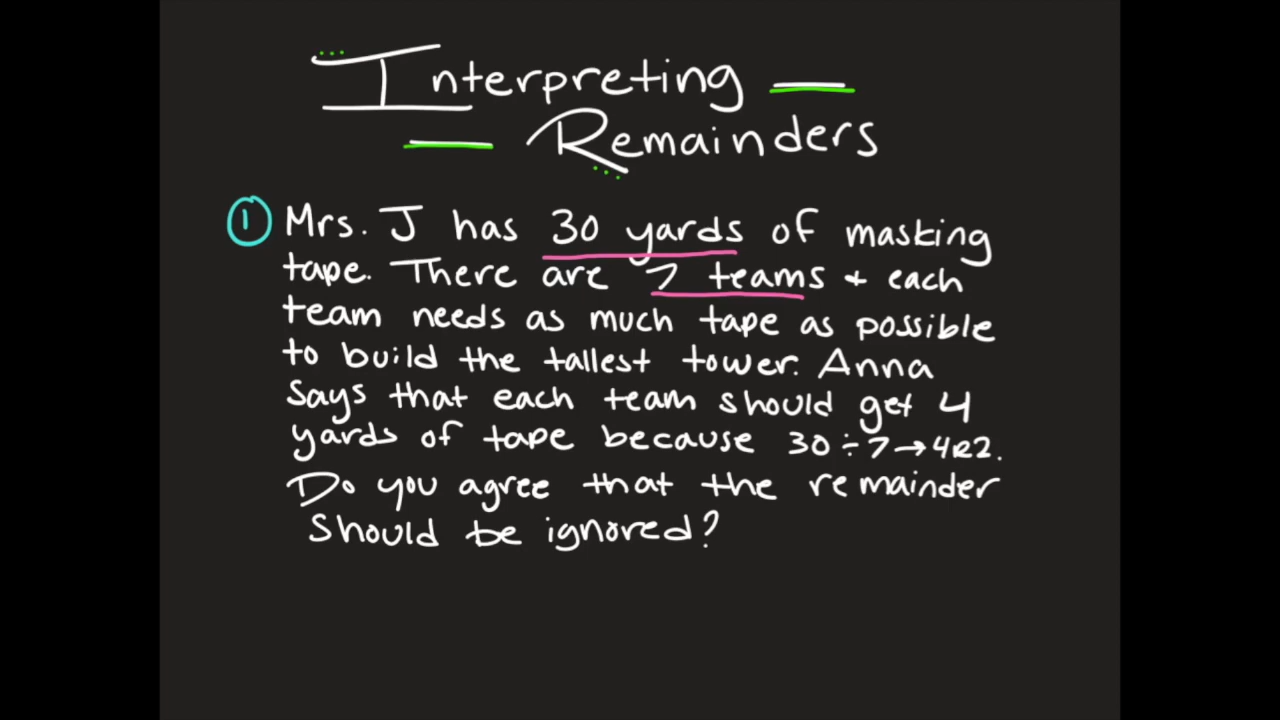 Interpreting
Remainders
1 Mrs. J has 30 yards of masking
tape. There are 7 teams + each
team needs as much tape as possible
to build the tallest tower. Anna
Says that each team should get 4
yards of tape because 30 ÷ 7 → 4R2.
Do you agree that the remainder
should be ignored?